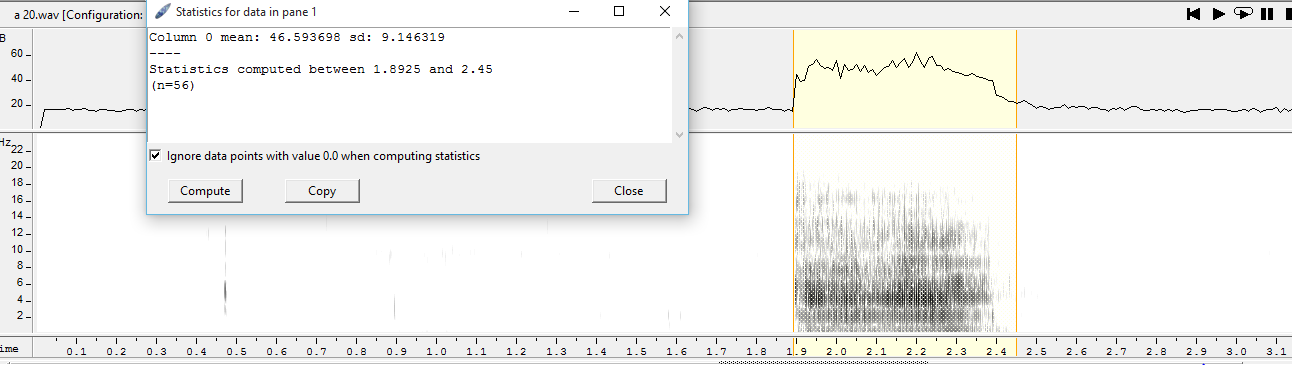 a 20.wav [Configuration:
Statistics for data in pane 1
Column 0 mean: 46.593698 sd: 9.146319
----
Statistics computed between 1.8925 and 2.45
(n=56)
Ignore data points with value 0.0 when computing statistics
Compute Copy Close
B
60
40
20
Hz
22
20
18
16
14
12
10
8
6
4
2
ime 0.1 0.2 0.3 0.4 0.5 0.6 0.7 0.8 0.9 1.0 1.1 1.2 1.3 1.4 1.5 1.6 1.7 1.8 1.9 2.0 2.1 2.2 2.3 2.4 2.5 2.6 2.7 2.8 2.9 3.0 3.1